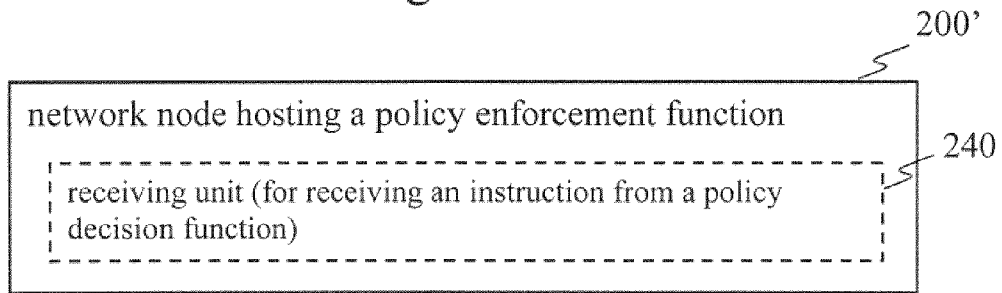 200’
network node hosting a policy enforcement function
240
receiving unit (for receiving an instruction from a policy
decision function)